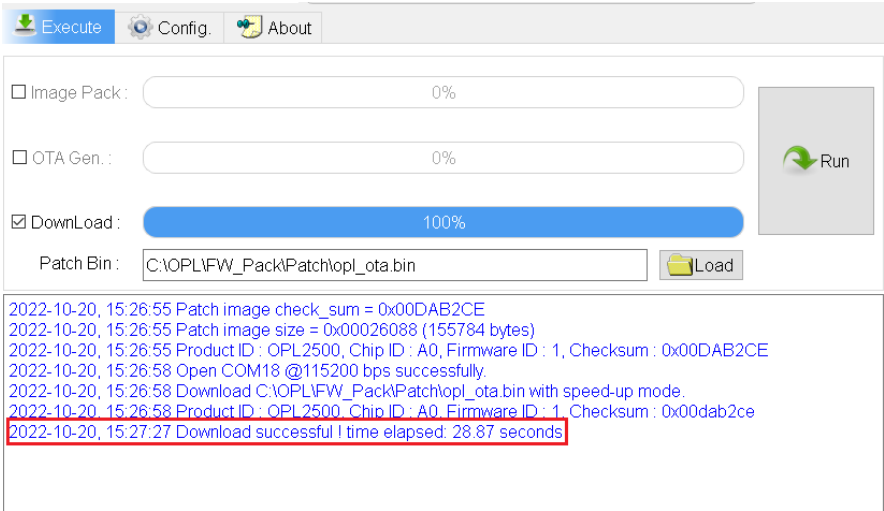 Execute Config. About
Image Pack : 0%
OTA Gen. : 0%
Run
DownLoad : 100%
Patch Bin : C:\OPL\FW_Pack\Patch\opl_ota.bin Load
2022-10-20, 15:26:55 Patch image check_sum = 0x00DAB2CE
2022-10-20, 15:26:55 Patch image size = 0x00026088 (155784 bytes)
2022-10-20, 15:26:55 Product ID : OPL2500, Chip ID : A0, Firmware ID : 1, Checksum : 0x00DAB2CE
2022-10-20, 15:26:58 Open COM18 @115200 bps successfully.
2022-10-20, 15:26:58 Download C:\OPL\FW_Pack\Patch\opl_ota.bin with speed-up mode.
2022-10-20, 15:26:58 Product ID : OPL2500, Chip ID : A0, Firmware ID : 1, Checksum : 0x00dab2ce
2022-10-20, 15:27:27 Download successful ! time elapsed: 28.87 seconds